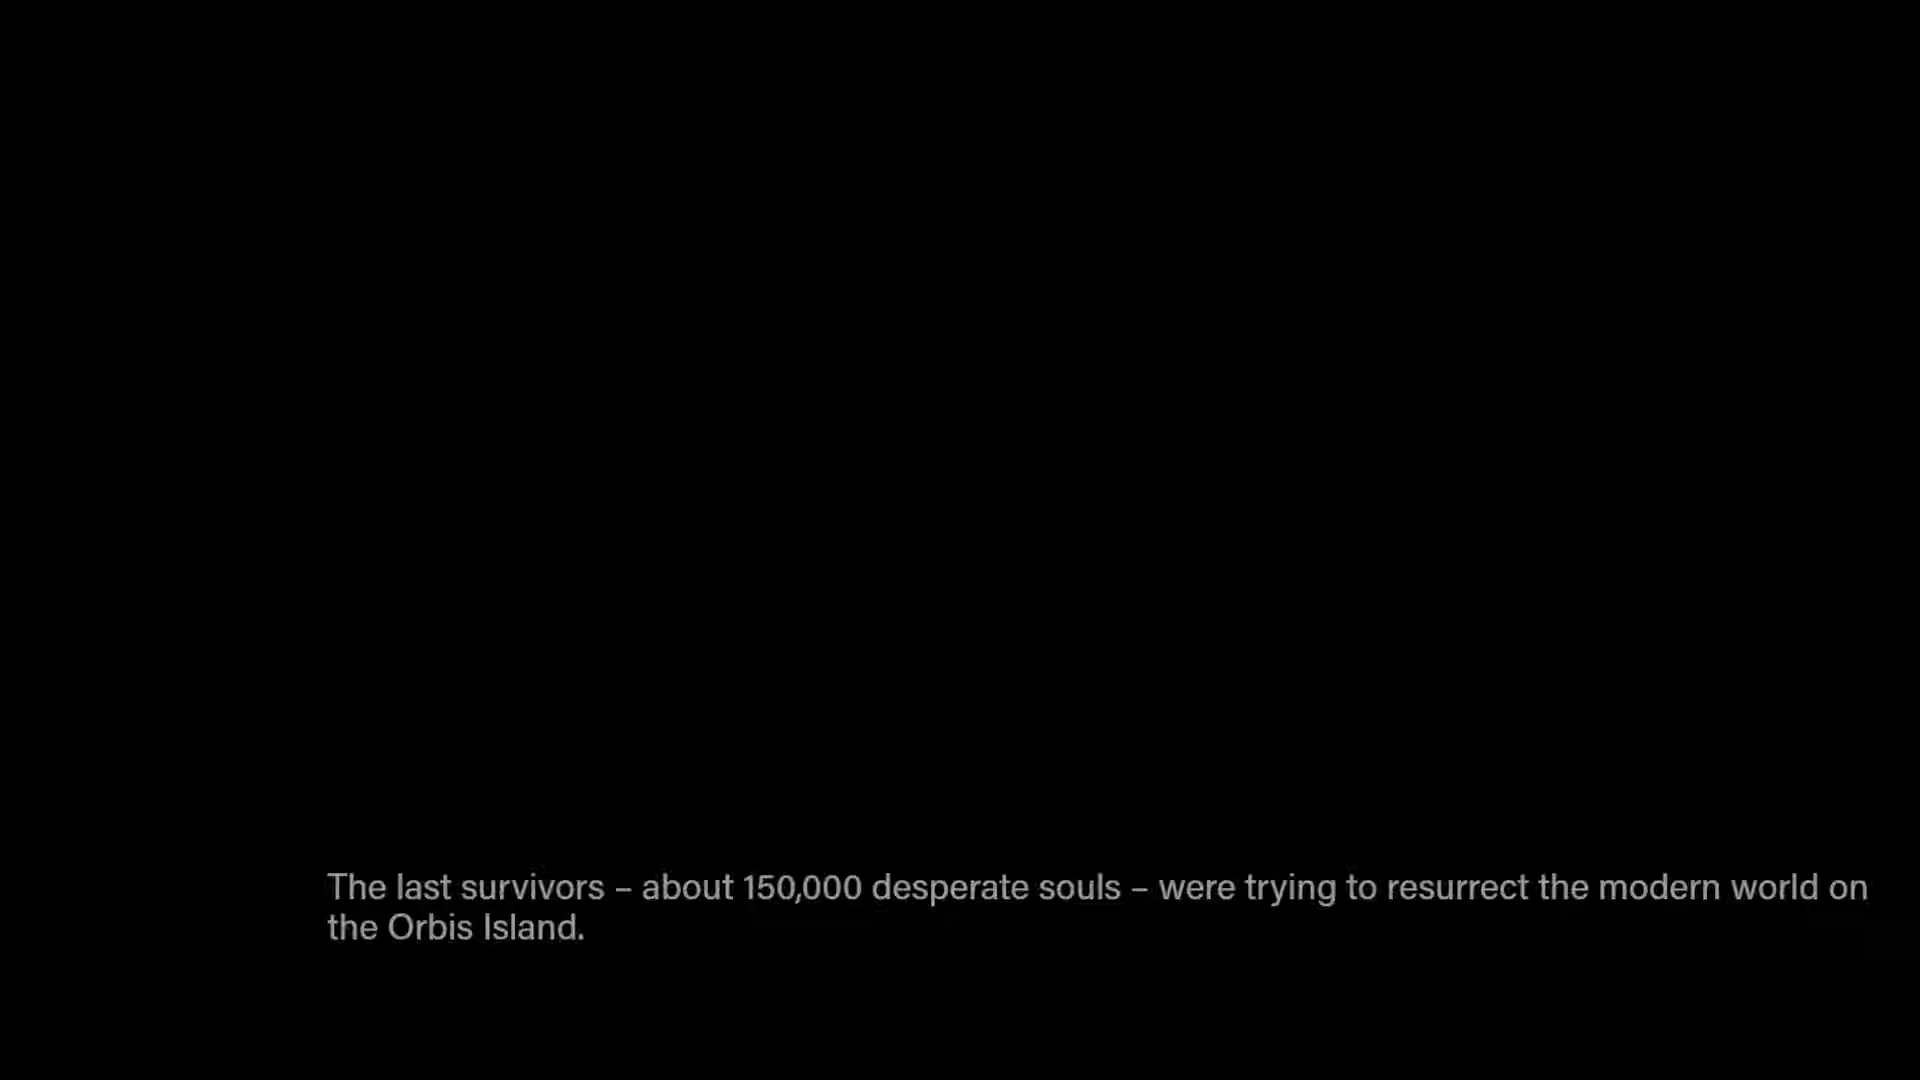 The last survivors – about 150,000 desperate souls – were trying to resurrect the modern world on
the Orbis Island.